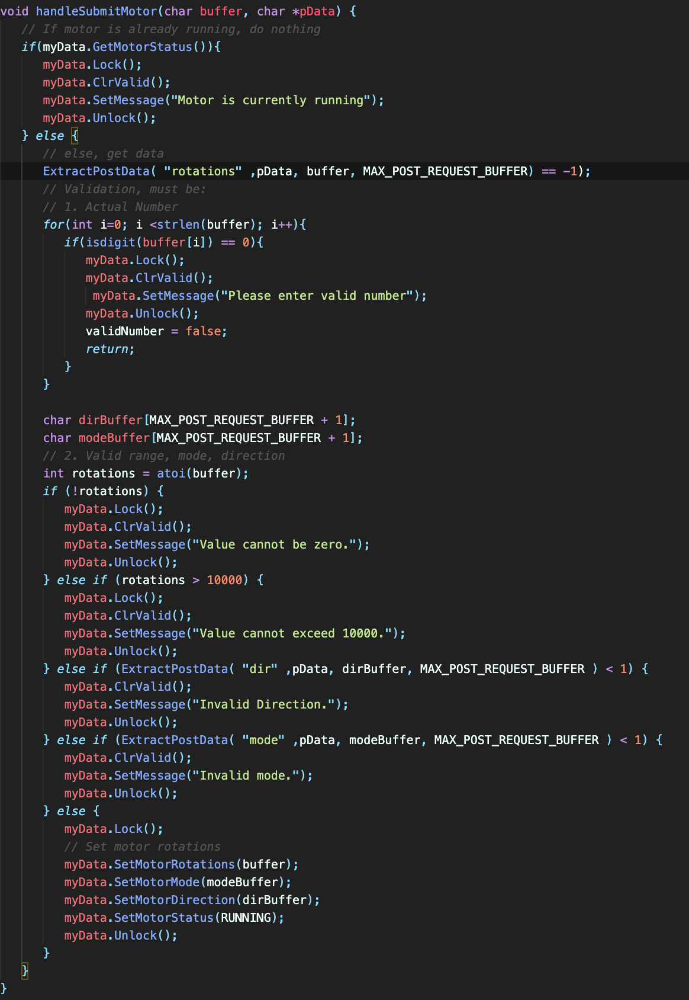 void handleSubmitMotor(char buffer, char *pData) {
   // If motor is already running, do nothing
   if(myData.GetMotorStatus()){
      myData.Lock();
      myData.ClrValid();
      myData.SetMessage("Motor is currently running");
      myData.Unlock();
   } else {
      // else, get data
      ExtractPostData( "rotations" ,pData, buffer, MAX_POST_REQUEST_BUFFER) == -1);
      // Validation, must be:
      // 1. Actual Number
      for(int i=0; i <strlen(buffer); i++){
         if(isdigit(buffer[i]) == 0){
            myData.Lock();
            myData.ClrValid();
             myData.SetMessage("Please enter valid number");
            myData.Unlock();
            validNumber = false;
            return;
         }
      }

      char dirBuffer[MAX_POST_REQUEST_BUFFER + 1];
      char modeBuffer[MAX_POST_REQUEST_BUFFER + 1];
      // 2. Valid range, mode, direction
      int rotations = atoi(buffer);
      if (!rotations) {
         myData.Lock();
         myData.ClrValid();
         myData.SetMessage("Value cannot be zero.");
         myData.Unlock();
      } else if (rotations > 10000) {
         myData.Lock();
         myData.ClrValid();
         myData.SetMessage("Value cannot exceed 10000.");
         myData.Unlock();
      } else if (ExtractPostData( "dir" ,pData, dirBuffer, MAX_POST_REQUEST_BUFFER ) < 1) {
         myData.ClrValid();
         myData.SetMessage("Invalid Direction.");
         myData.Unlock();
      } else if (ExtractPostData( "mode" ,pData, modeBuffer, MAX_POST_REQUEST_BUFFER ) < 1) {
         myData.ClrValid();
         myData.SetMessage("Invalid mode.");
         myData.Unlock();
      } else {
         myData.Lock();
         // Set motor rotations
         myData.SetMotorRotations(buffer);
         myData.SetMotorMode(modeBuffer);
         myData.SetMotorDirection(dirBuffer);
         myData.SetMotorStatus(RUNNING);
         myData.Unlock();
      }
   }
}